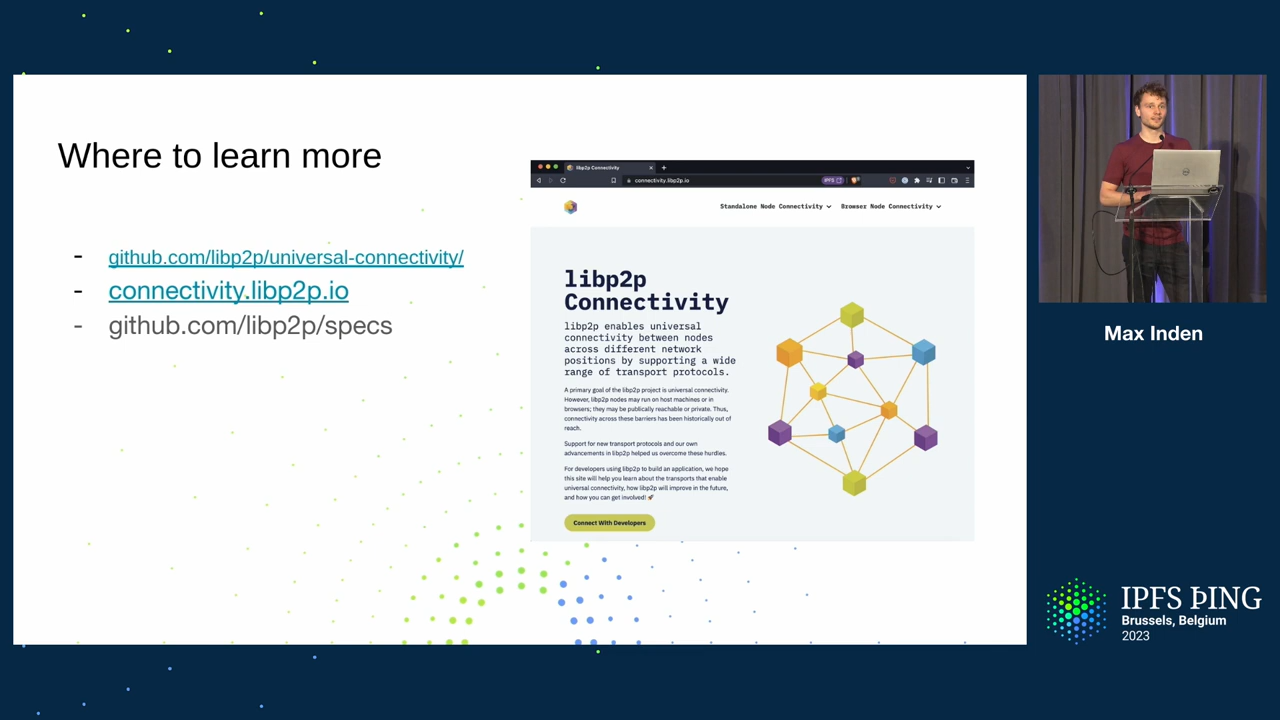 Where to learn more
- github.com/libp2p/universal-connectivity/
- connectivity.libp2p.io
- github.com/libp2p/specs
libp2p Connectivity
connectivity.libp2p.io
IPFS
Standalone Node Connectivity
Browser Node Connectivity
libp2p
Connectivity
libp2p enables universal
connectivity between nodes
across different network
positions by supporting a wide
range of transport protocols.
A primary goal of the libp2p project is universal connectivity.
However, libp2p nodes may run on host machines or in
browsers; they may be publically reachable or private. Thus,
connectivity across these barriers has been historically out of
reach.
Support for new transport protocols and our own
advancements in libp2p helped us overcome these hurdles.
For developers using libp2p to build an application, we hope
this site will help you learn about the transports that enable
universal connectivity, how libp2p will improve in the future,
and how you can get involved! 🚀
Connect With Developers
Max Inden
IPFS ÞING
Brussels, Belgium
2023